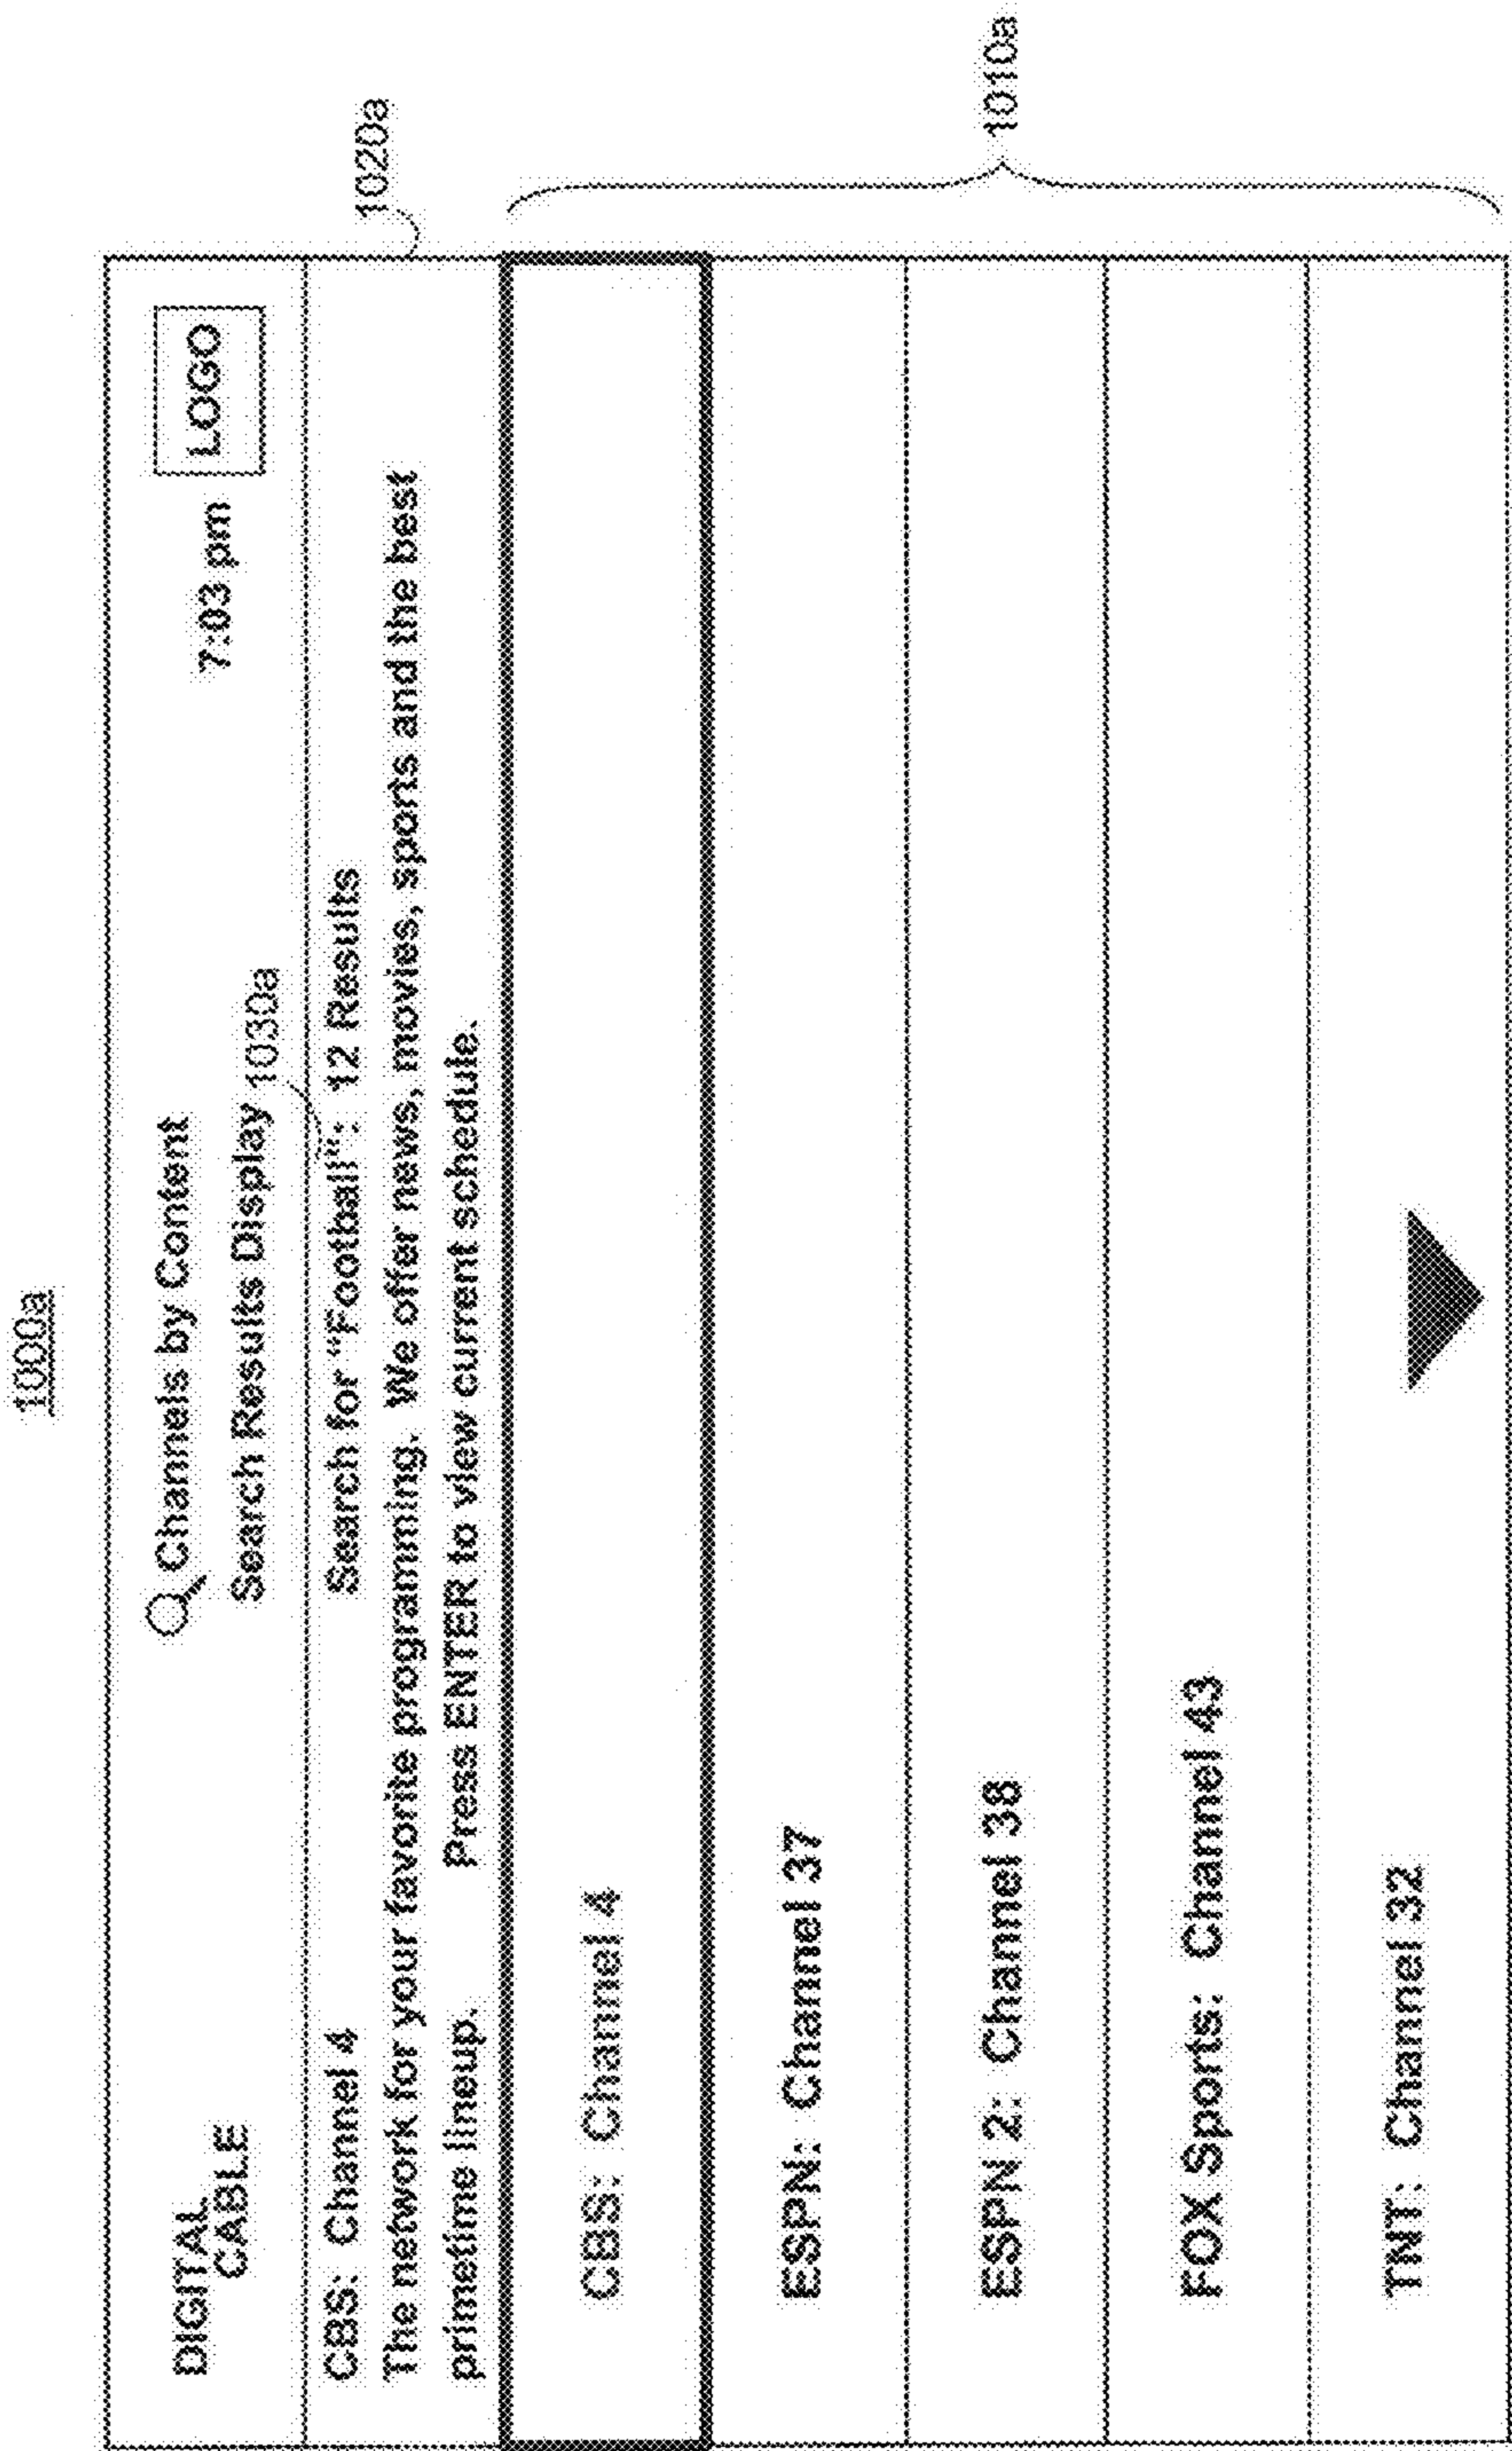 1000a
DIGITAL
CABLE
Channels by Content
Search Results Display
1030a
7:03 pm
LOGO
CBS: Channel 4
Search for "Football": 12 Results
1020a
The network for your favorite programming. We offer news, movies, sports and the best
primetime lineup. Press ENTER to view current schedule.
CBS: Channel 4
ESPN: Channel 37
ESPN 2: Channel 38
FOX Sports: Channel 43
TNT: Channel 32
1010a